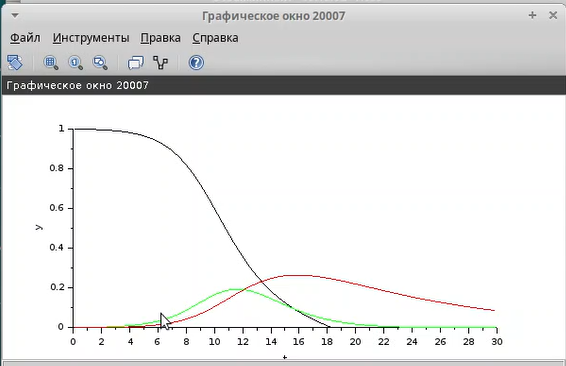 Графическое окно 20007
Файл Инструменты Правка Справка
Графическое окно 20007
1
0.8
0.6
0.4
0.2
0
y
0 2 4 6 8 10 12 14 16 18 20 22 24 26 28 30
t